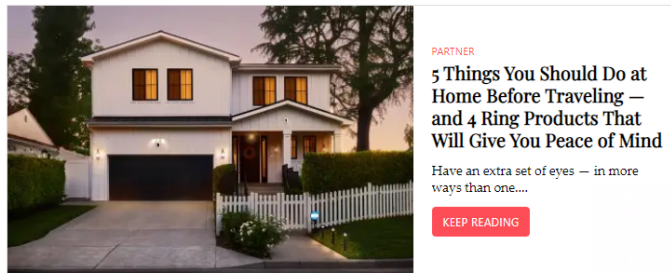 PARTNER
5 Things You Should Do at
Home Before Traveling —
and 4 Ring Products That
Will Give You Peace of Mind
Have an extra set of eyes — in more
ways than one....
KEEP READING